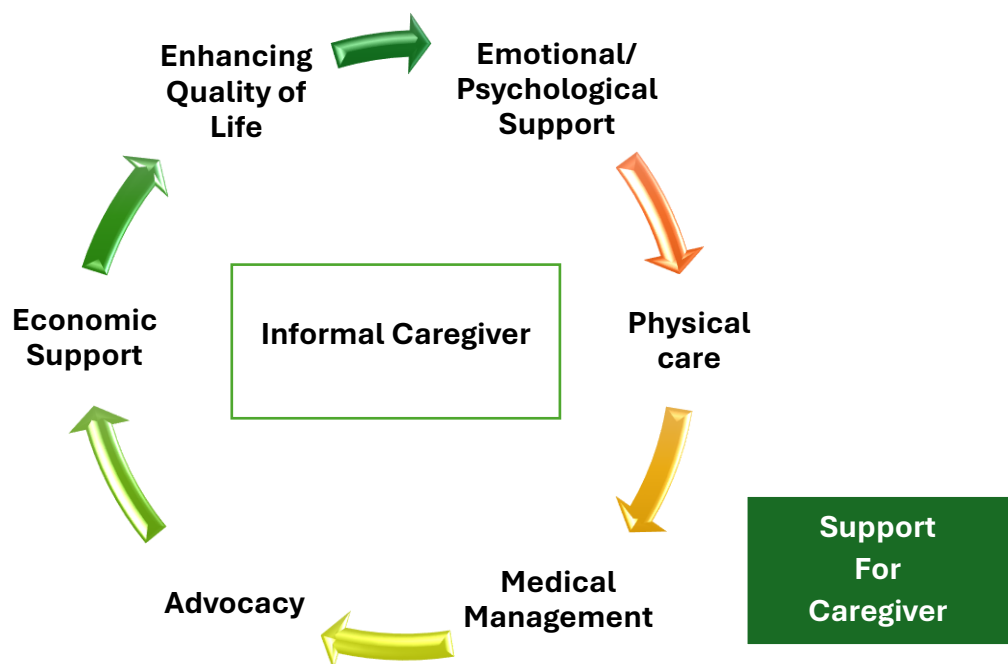 Enhancing
Quality of
Life
Emotional/
Psychological
Support
Economic
Support
Informal Caregiver
Physical
care
Advocacy
Medical
Management
Support
For
Caregiver